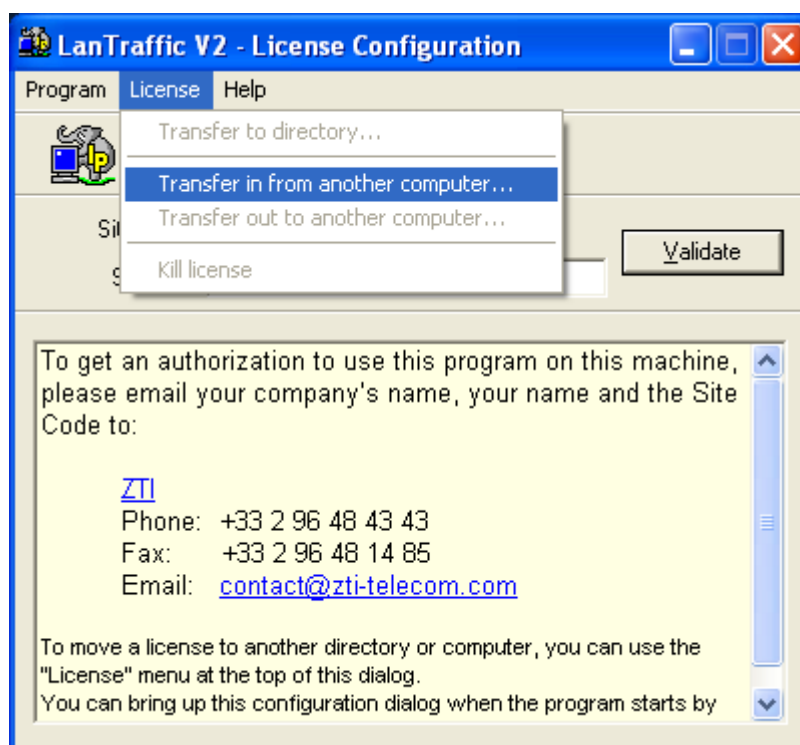 LanTraffic V2 - License Configuration
Program License Help
Transfer to directory...
Transfer in from another computer...
Transfer out to another computer...
Kill license
Validate
To get an authorization to use this program on this machine,
please email your company's name, your name and the Site
Code to:
ZTI
Phone: +33 2 96 48 43 43
Fax: +33 2 96 48 14 85
Email: contact@zti-telecom.com
To move a license to another directory or computer, you can use the
"License" menu at the top of this dialog.
You can bring up this configuration dialog when the program starts by